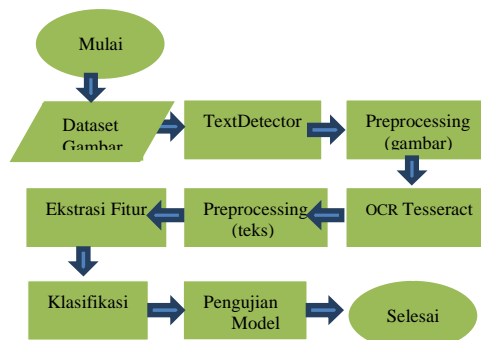 Mulai
Dataset
Gambar
TextDetector
Preprocessing
(gambar)
OCR Tesseract
Preprocessing
(teks)
Ekstrasi Fitur
Klasifikasi
Pengujian
Model
Selesai